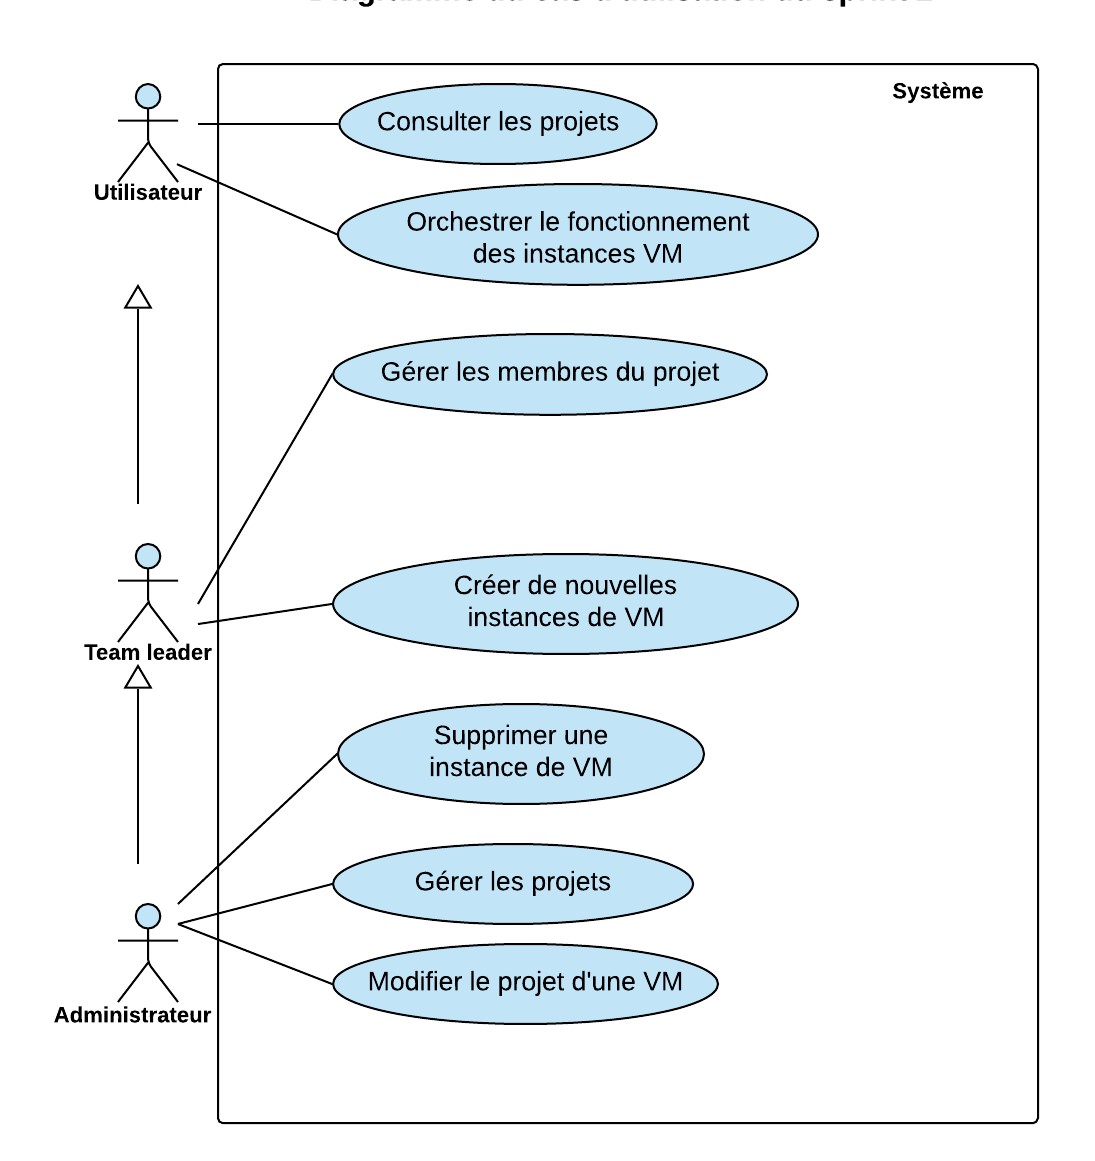 Système
Consulter les projets
Utilisateur
Orchestrer le fonctionnement
des instances VM
Gérer les membres du projet
Créer de nouvelles
instances de VM
Team leader
Supprimer une
instance de VM
Gérer les projets
Modifier le projet d'une VM
Administrateur